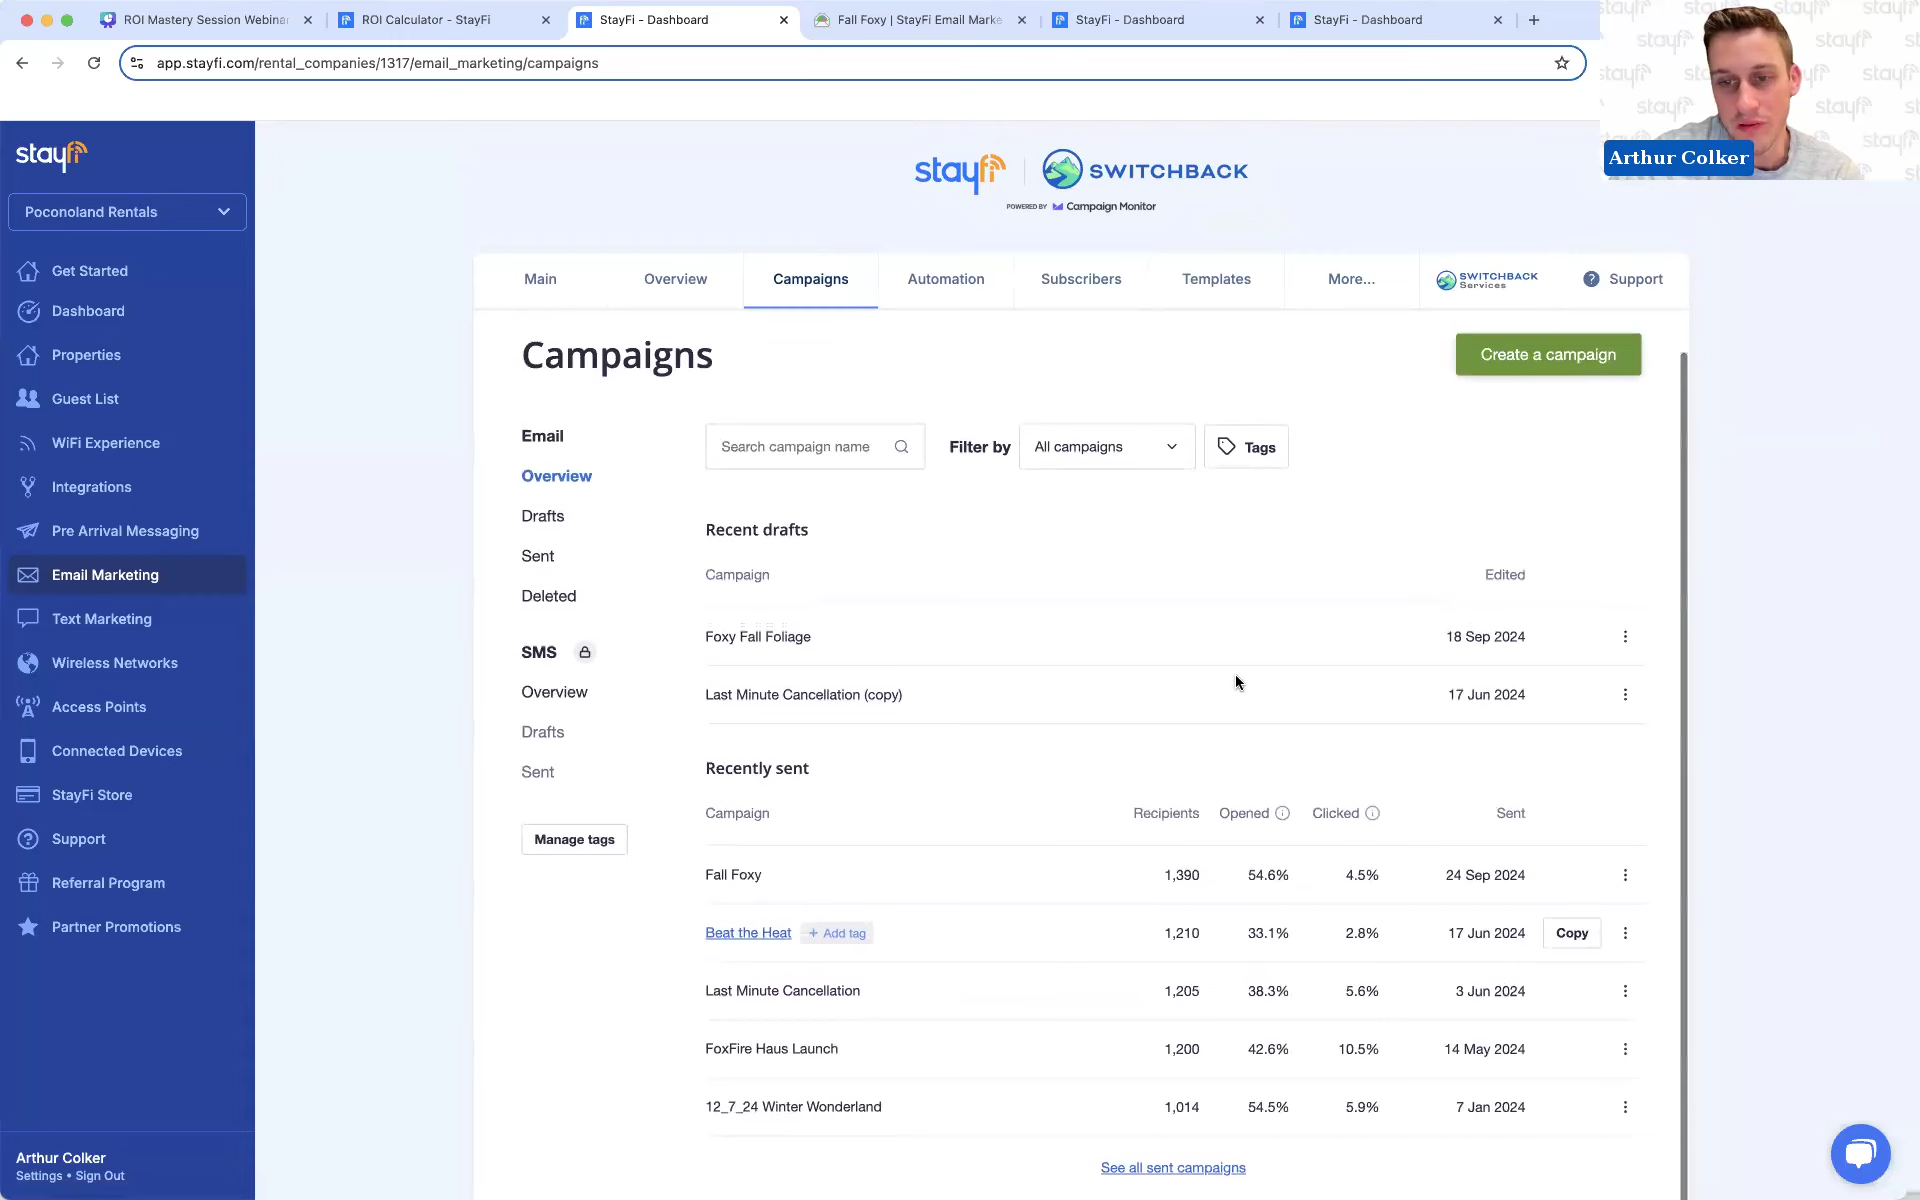 ROI Mastery Session Webinar
ROI Calculator - StayFi
StayFi - Dashboard
Fall Foxy | StayFi Email Marke
StayFi - Dashboard
StayFi - Dashboard
app.stayfi.com/rental_companies/1317/email_marketing/campaigns
Arthur Colker
stayfi
Poconoland Rentals
Get Started
Dashboard
Properties
Guest List
WiFi Experience
Integrations
Pre Arrival Messaging
Email Marketing
Text Marketing
Wireless Networks
Access Points
Connected Devices
StayFi Store
Support
Referral Program
Partner Promotions
Arthur Colker
Settings • Sign Out
stayfi | SWITCHBACK
POWERED BY Campaign Monitor
Main Overview Campaigns Automation Subscribers Templates More... SWITCHBACK Services ? Support
Campaigns
Create a campaign
Email
Overview
Drafts
Sent
Deleted
SMS
Overview
Drafts
Sent
Manage tags
Search campaign name
Filter by All campaigns Tags
Recent drafts
Campaign Edited
Foxy Fall Foliage 18 Sep 2024
Last Minute Cancellation (copy) 17 Jun 2024
Recently sent
Campaign Recipients Opened Clicked Sent
Fall Foxy 1,390 54.6% 4.5% 24 Sep 2024
Beat the Heat + Add tag 1,210 33.1% 2.8% 17 Jun 2024 Copy
Last Minute Cancellation 1,205 38.3% 5.6% 3 Jun 2024
FoxFire Haus Launch 1,200 42.6% 10.5% 14 May 2024
12_7_24 Winter Wonderland 1,014 54.5% 5.9% 7 Jan 2024
See all sent campaigns